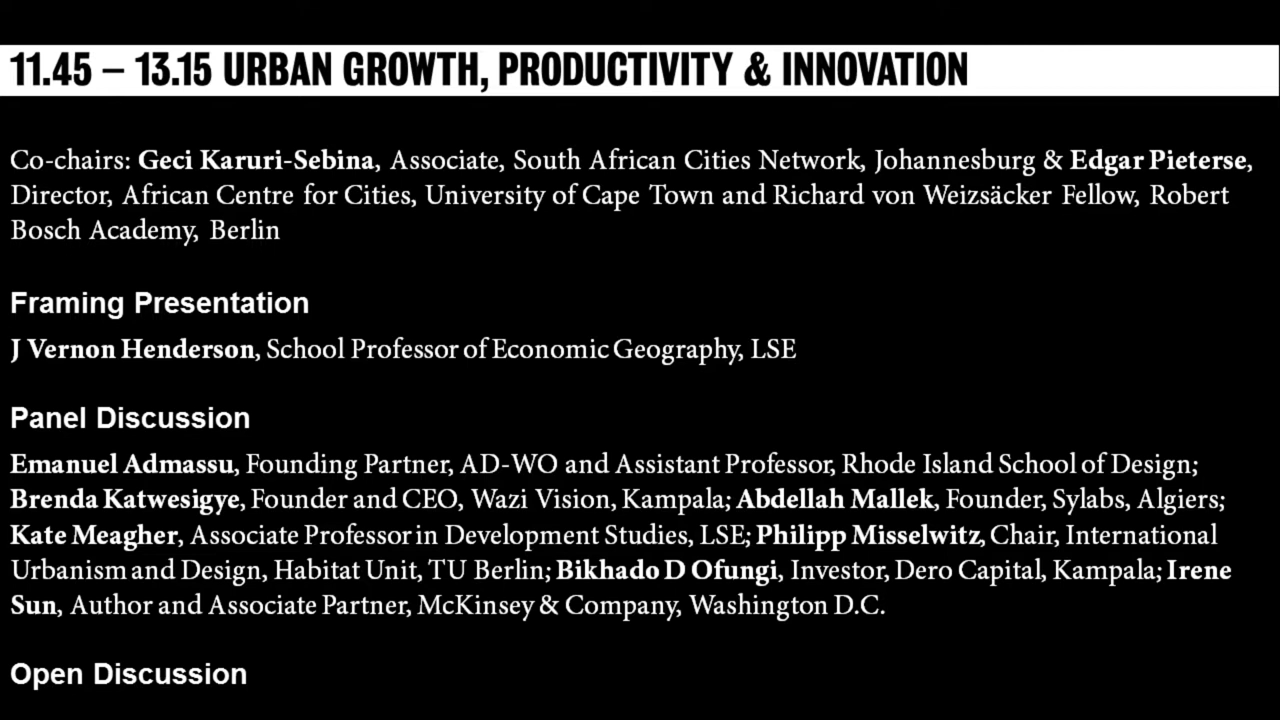 11.45 – 13.15 URBAN GROWTH, PRODUCTIVITY & INNOVATION
Co-chairs: Geci Karuri-Sebina, Associate, South African Cities Network, Johannesburg & Edgar Pieterse,
Director, African Centre for Cities, University of Cape Town and Richard von Weizsäcker Fellow, Robert
Bosch Academy, Berlin
Framing Presentation
J Vernon Henderson, School Professor of Economic Geography, LSE
Panel Discussion
Emanuel Admassu, Founding Partner, AD-WO and Assistant Professor, Rhode Island School of Design;
Brenda Katwesigye, Founder and CEO, Wazi Vision, Kampala; Abdellah Mallek, Founder, Sylabs, Algiers;
Kate Meagher, Associate Professor in Development Studies, LSE; Philipp Misselwitz, Chair, International
Urbanism and Design, Habitat Unit, TU Berlin; Bikhado D Ofungi, Investor, Dero Capital, Kampala; Irene
Sun, Author and Associate Partner, McKinsey & Company, Washington D.C.
Open Discussion